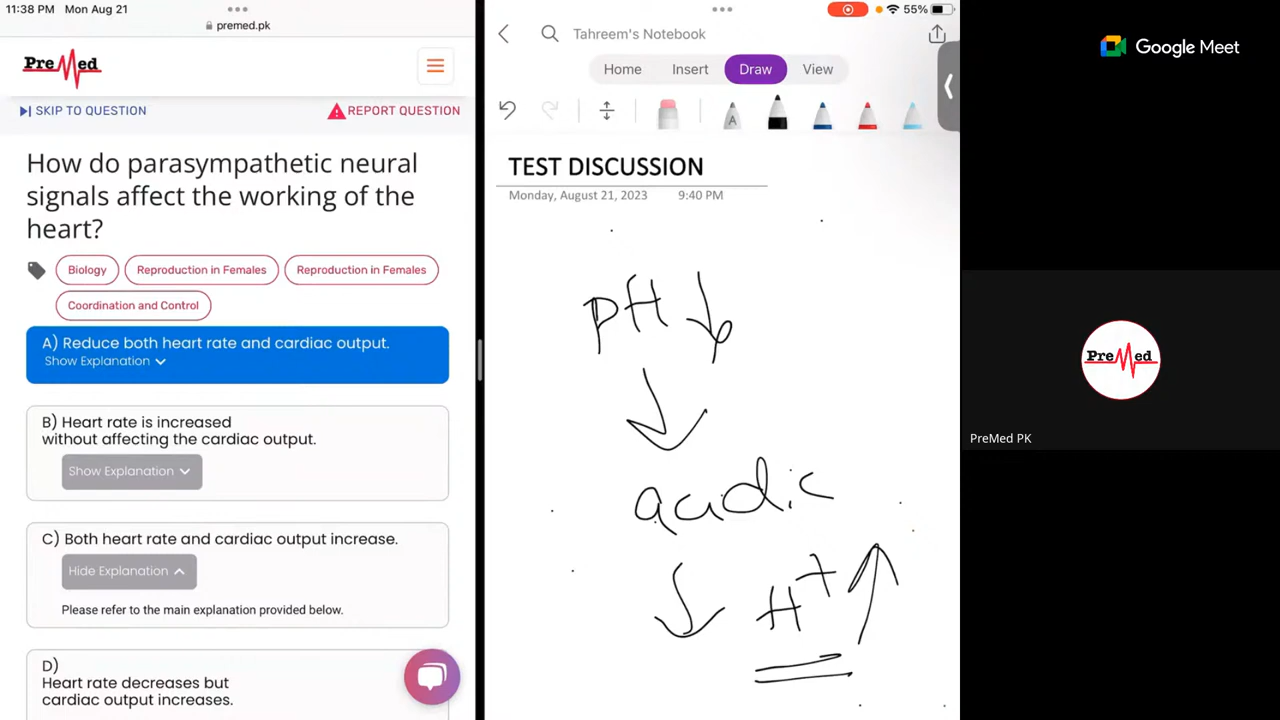 11:38 PM Mon Aug 21
premed.pk
PreMed
SKIP TO QUESTION
REPORT QUESTION
How do parasympathetic neural
signals affect the working of the
heart?
Biology
Reproduction in Females
Reproduction in Females
Coordination and Control
A) Reduce both heart rate and cardiac output.
Show Explanation
B) Heart rate is increased
without affecting the cardiac output.
Show Explanation
C) Both heart rate and cardiac output increase.
Hide Explanation
Please refer to the main explanation provided below.
D)
Heart rate decreases but
cardiac output increases.
55%
Tahreem's Notebook
Home
Insert
Draw
View
A
TEST DISCUSSION
Monday, August 21, 2023 9:40 PM
pH ↓
↓
acidic
↓ H+ ↑
Google Meet
PreMed
PreMed PK